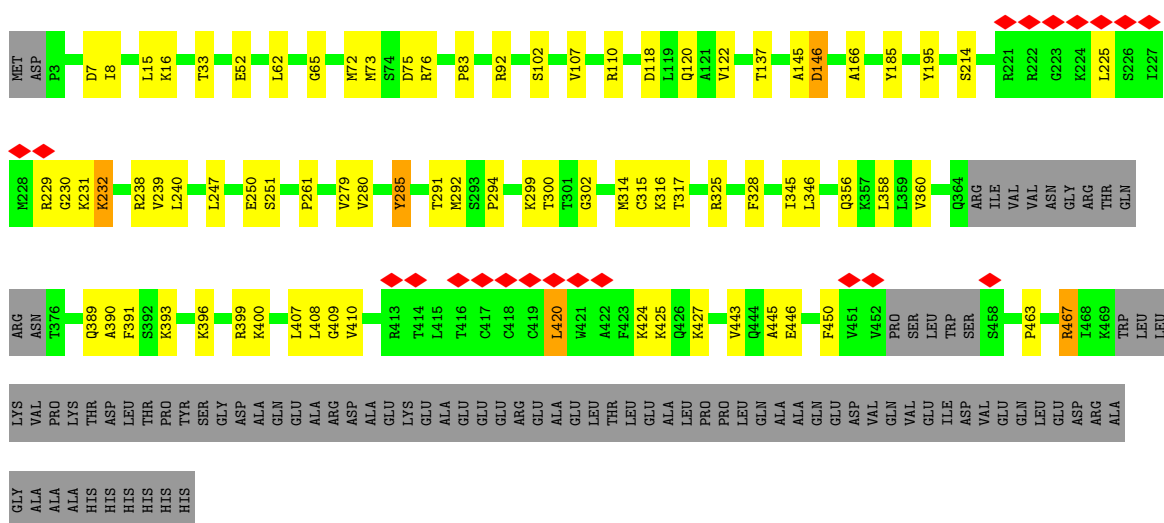 MET ASP P3 D7 I8 L15 K16 T33 E52 L62 G65 M72 M73 S74 D75 R76 P83 R92 S102 V107 R110 D118 L119 Q120 A121 V122 T137 A145 D146 A166 Y185 Y195 S214 R221 R222 G223 K224 L225 S226 I227
M228 R229 G230 K231 K232 R238 V239 L240 L247 E250 S251 P261 V279 V280 Y285 T291 M292 S293 P294 K299 T300 T301 G302 M314 C315 K316 T317 R325 F328 I345 L346 Q356 K357 L358 L359 V360 Q364 ARG ILE VAL VAL ASN GLY ARG THR GLN
ARG ASN T376 Q389 A390 F391 S392 K393 K396 R399 K400 L407 L408 G409 V410 R413 T414 L415 T416 C417 C418 C419 L420 W421 A422 F423 K424 K425 Q426 K427 V443 Q444 A445 E446 F450 V451 V452 PRO SER LEU TRP SER S458 P463 R467 I468 K469 TRP LEU LEU
LYS VAL PRO LYS THR ASP LEU THR PRO TYR SER GLY ASP ALA GLN GLU ALA ARG ASP ALA GLU LYS GLU ALA GLU GLU ARG GLU ALA GLU LEU THR LEU GLU ALA LEU PRO PRO LEU GLN ALA ALA GLN GLU ASP VAL GLN VAL GLU ILE ASP VAL GLU GLN LEU GLU ASP ARG ALA
GLY ALA ALA ALA HIS HIS HIS HIS HIS HIS